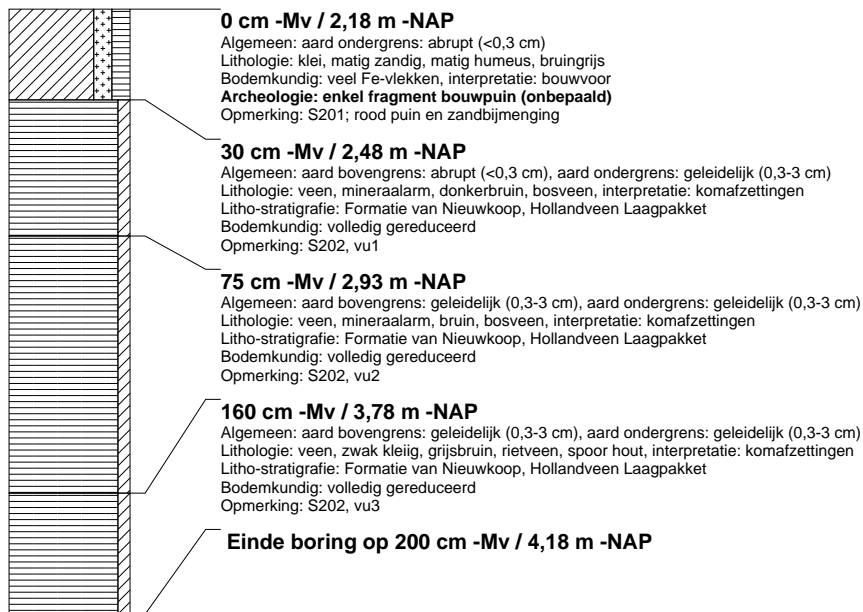 0 cm -Mv / 2,18 m -NAP
Algemeen: aard ondergrens: abrupt (<0,3 cm)
Lithologie: klei, matig zandig, matig humeus, bruingrijs
Bodemkundig: veel Fe-vlekken, interpretatie: bouwvoor
Archeologie: enkel fragment bouwpuin (onbepaald)
Opmerking: S201; rood puin en zandbijmenging
30 cm -Mv / 2,48 m -NAP
Algemeen: aard bovengrens: abrupt (<0,3 cm), aard ondergrens: geleidelijk (0,3-3 cm)
Lithologie: veen, mineraalarm, donkerbruin, bosveen, interpretatie: komafzettingen
Litho-stratigrafie: Formatie van Nieuwkoop, Hollandveen Laagpakket
Bodemkundig: volledig gereduceerd
Opmerking: S202, vu1
75 cm -Mv / 2,93 m -NAP
Algemeen: aard bovengrens: geleidelijk (0,3-3 cm), aard ondergrens: geleidelijk (0,3-3 cm)
Lithologie: veen, mineraalarm, bruin, bosveen, interpretatie: komafzettingen
Litho-stratigrafie: Formatie van Nieuwkoop, Hollandveen Laagpakket
Bodemkundig: volledig gereduceerd
Opmerking: S202, vu2
160 cm -Mv / 3,78 m -NAP
Algemeen: aard bovengrens: geleidelijk (0,3-3 cm), aard ondergrens: geleidelijk (0,3-3 cm)
Lithologie: veen, zwak kleiig, grijsbruin, rietveen, spoor hout, interpretatie: komafzettingen
Litho-stratigrafie: Formatie van Nieuwkoop, Hollandveen Laagpakket
Bodemkundig: volledig gereduceerd
Opmerking: S202, vu3
Einde boring op 200 cm -Mv / 4,18 m -NAP